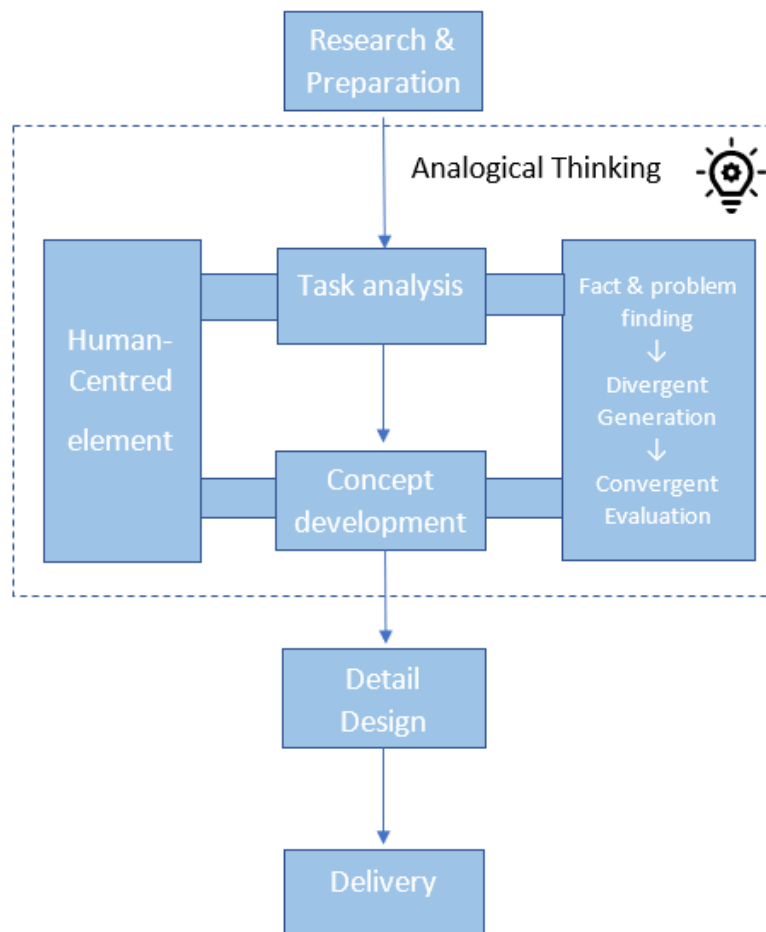 Research &
Preparation
Analogical Thinking
Task analysis
Human-
Centred
element
Fact & problem
finding
↓
Divergent
Generation
↓
Convergent
Evaluation
Concept
development
Detail
Design
Delivery